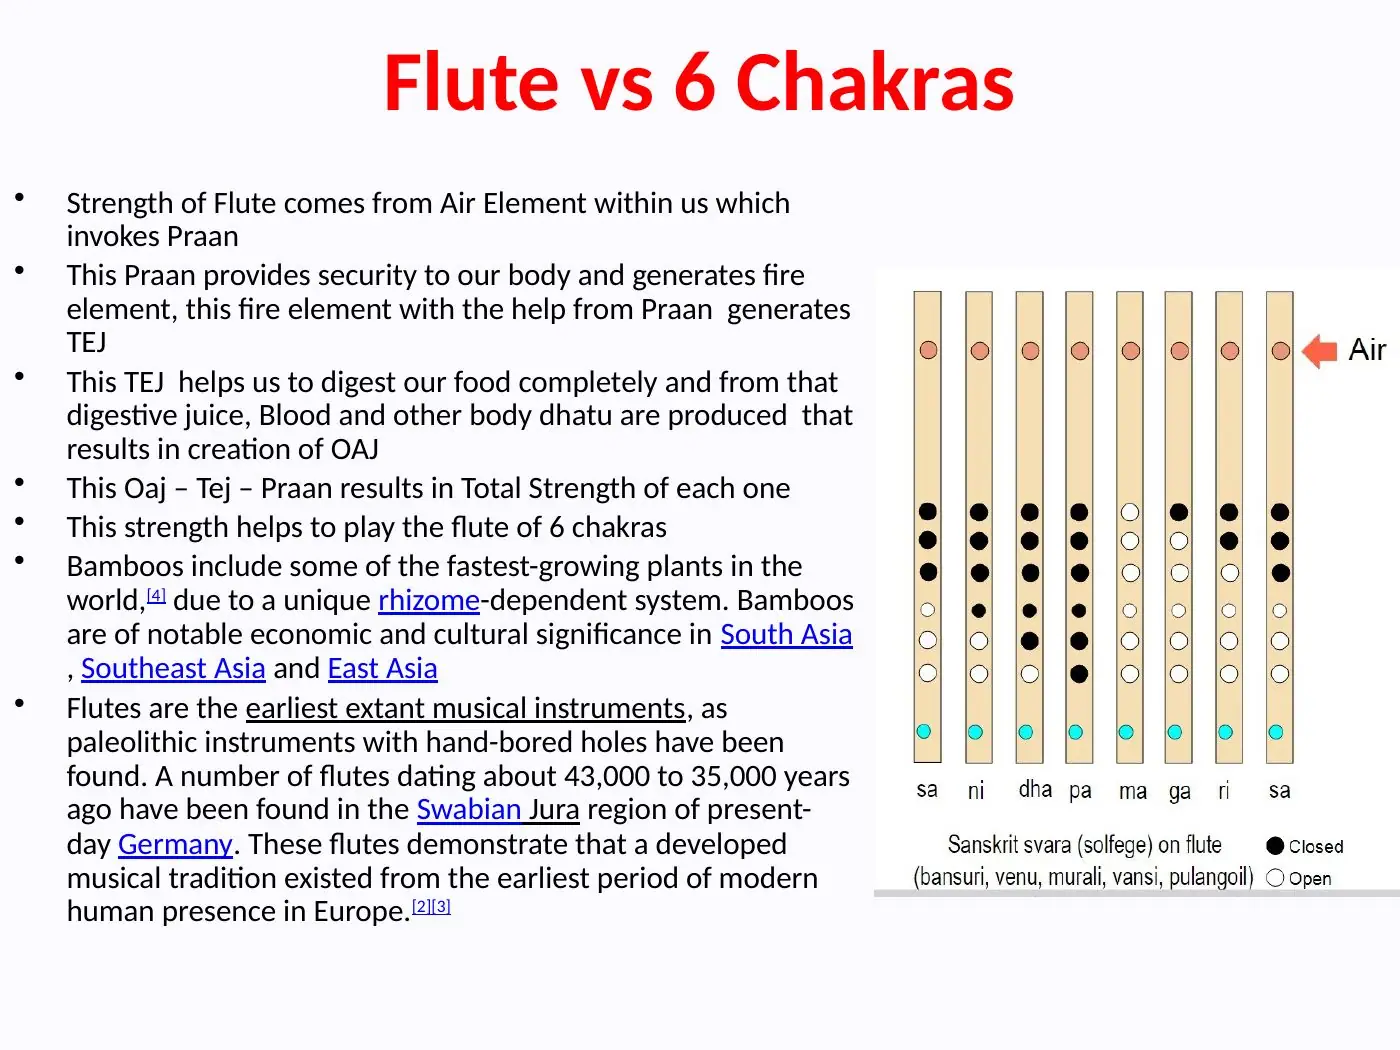 Flute vs 6 Chakras
• Strength of Flute comes from Air Element within us which
invokes Praan
• This Praan provides security to our body and generates fire
element, this fire element with the help from Praan  generates
TEJ
• This TEJ  helps us to digest our food completely and from that
digestive juice, Blood and other body dhatu are produced  that
results in creation of OAJ
• This Oaj – Tej – Praan results in Total Strength of each one
• This strength helps to play the flute of 6 chakras
• Bamboos include some of the fastest-growing plants in the
world,[4] due to a unique rhizome-dependent system. Bamboos
are of notable economic and cultural significance in South Asia
, Southeast Asia and East Asia
• Flutes are the earliest extant musical instruments, as
paleolithic instruments with hand-bored holes have been
found. A number of flutes dating about 43,000 to 35,000 years
ago have been found in the Swabian Jura region of present-
day Germany. These flutes demonstrate that a developed
musical tradition existed from the earliest period of modern
human presence in Europe.[2][3]
Air
sa ni dha pa ma ga ri sa
Sanskrit svara (solfege) on flute
(bansuri, venu, murali, vansi, pulangoil)
Closed
Open